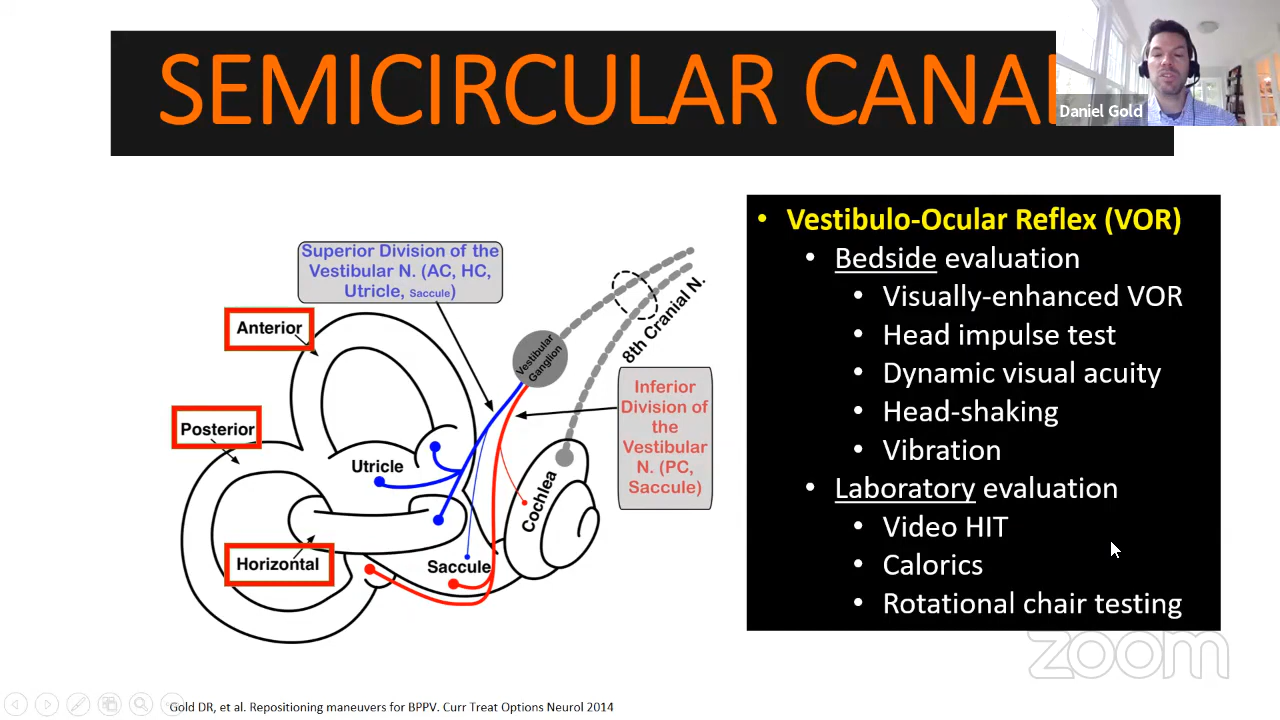 SEMICIRCULAR CANAL
Daniel Gold
Superior Division of the
Vestibular N. (AC, HC,
Utricle, Saccule)
Anterior
Posterior
Horizontal
Utricle
Saccule
Cochlea
Vestibular
Ganglion
8th Cranial N.
Inferior
Division of
the
Vestibular
N. (PC,
Saccule)
• Vestibulo-Ocular Reflex (VOR)
• Bedside evaluation
• Visually-enhanced VOR
• Head impulse test
• Dynamic visual acuity
• Head-shaking
• Vibration
• Laboratory evaluation
• Video HIT
• Calorics
• Rotational chair testing
zoom
Gold DR, et al. Repositioning maneuvers for BPPV. Curr Treat Options Neurol 2014